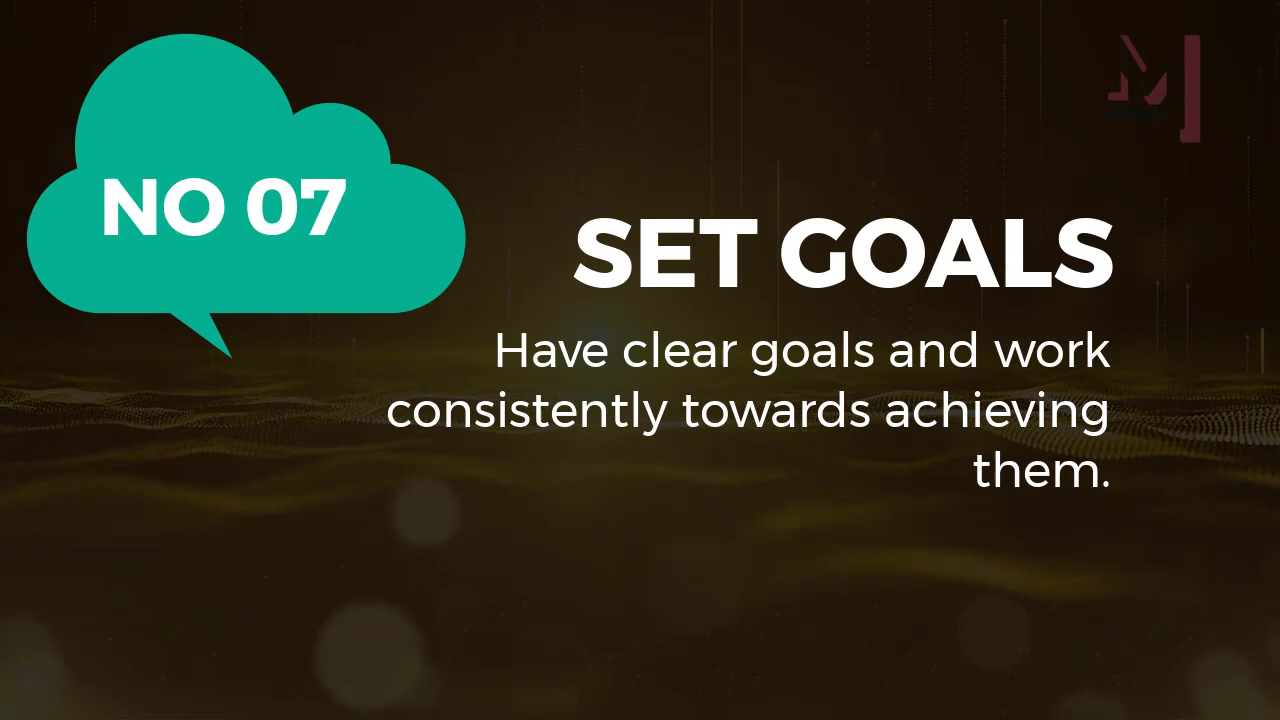 NO 07
SET GOALS
Have clear goals and work
consistently towards achieving
them.